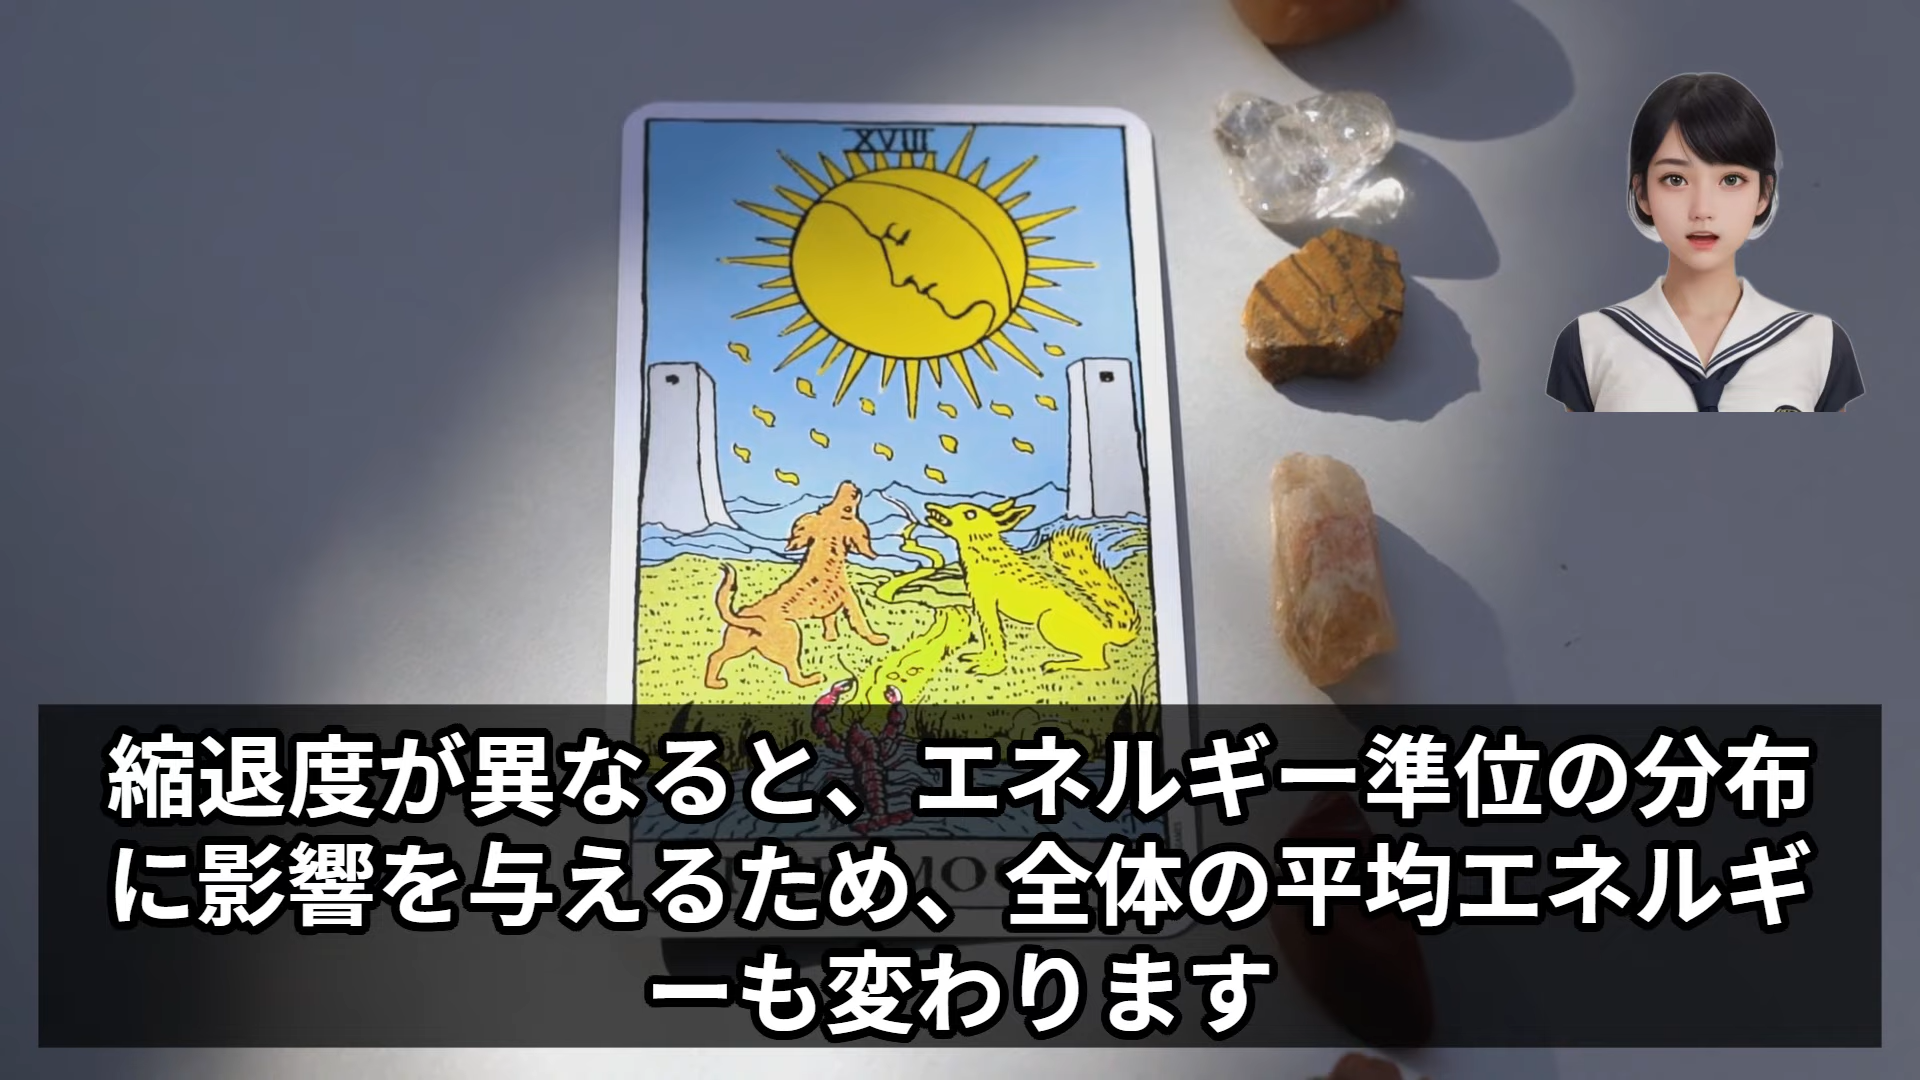 XVIII
縮退度が異なると、エネルギー準位の分布
に影響を与えるため、全体の平均エネルギ
ーも変わります